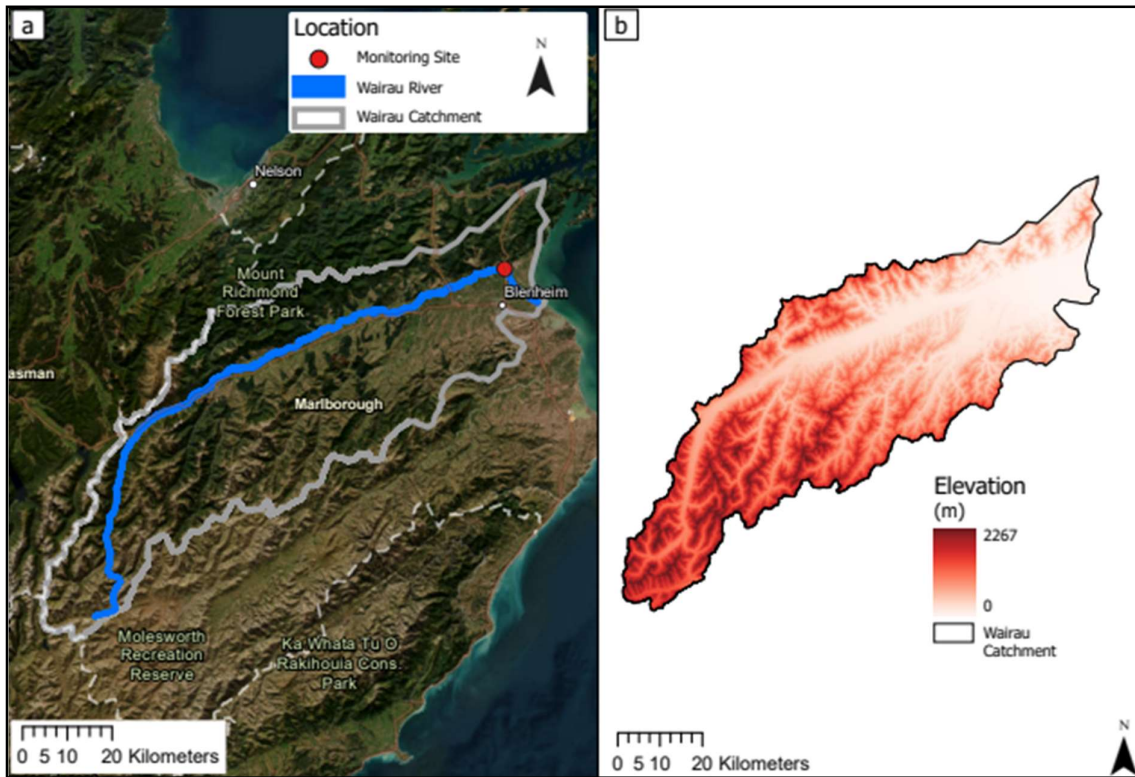 a
Location
Monitoring Site
Wairau River
Wairau Catchment
N
Nelson
Mount
Richmond
Forest Park
Blenheim
asman
Marlborough
Molesworth
Recreation
Reserve
Ka Whata Tu O
Rakihouia Cons.
Park
0 5 10 20 Kilometers
b
Elevation
(m)
2267
0
Wairau
Catchment
0 5 10 20 Kilometers
N